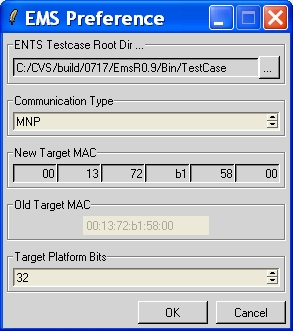 EMS Preference
ENTS Testcase Root Dir ...
C:/CVS/build/0717/EmsR0.9/Bin/TestCase ...
Communication Type
MNP
New Target MAC
00 13 72 b1 58 00
Old Target MAC
00:13:72:b1:58:00
Target Platform Bits
32
OK Cancel